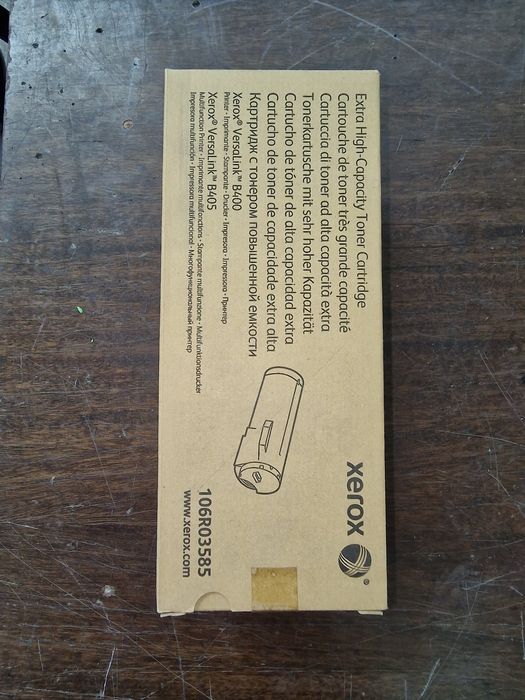 Extra High-Capacity Toner Cartridge
Cartouche de toner très grande capacité
Cartuccia di toner ad alta capacità extra
Tonerkartusche mit sehr hoher Kapazität
Cartucho de tóner de alta capacidad extra
Cartucho de toner de capacidade extra alta
Картридж с тонером повышенной емкости
Xerox® VersaLink™ B400
Printer • Imprimante • Stampante • Drucker • Impresora • Impressora • Принтер
Xerox® VersaLink™ B405
Multifunction Printer • Imprimante multifonctions • Stampante multifunzione • Multifunktionsdrucker
Impresora multifunción • Impressora multifuncional • Многофункциональный принтер
xerox®
106R03585
www.xerox.com